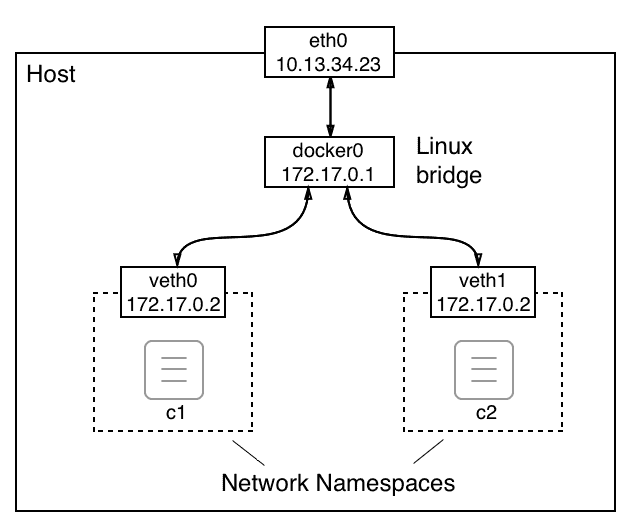 eth0
10.13.34.23
Host
docker0
172.17.0.1
Linux
bridge
veth0
172.17.0.2
veth1
172.17.0.2
c1
c2
Network Namespaces